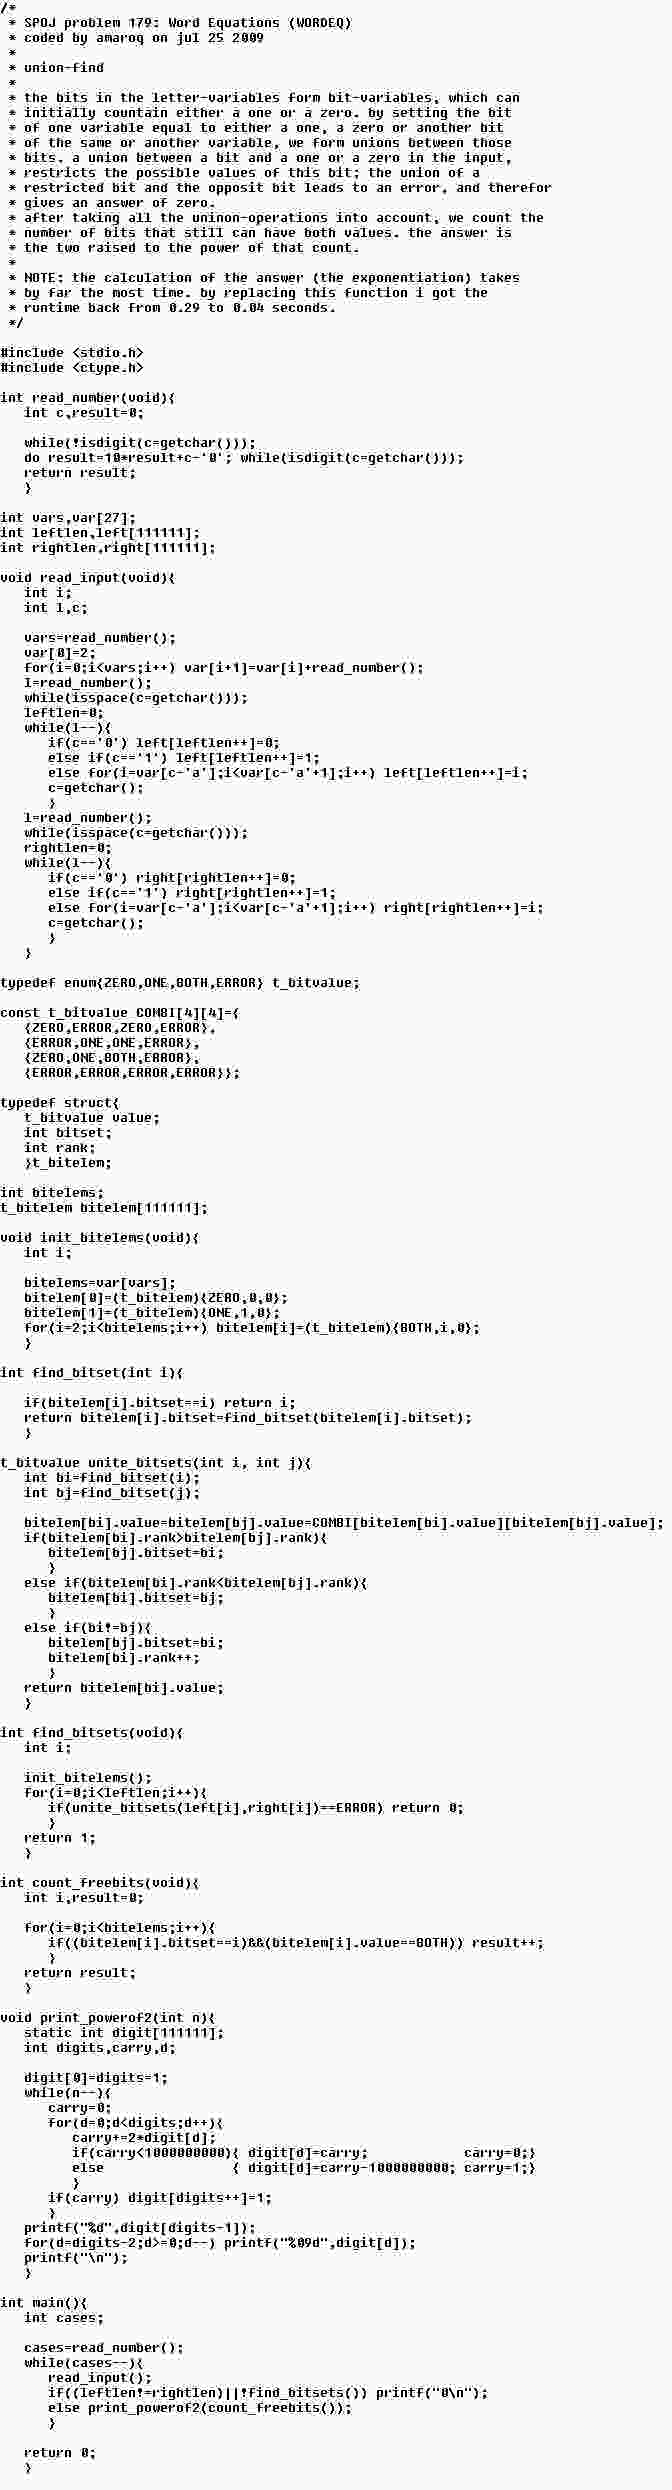 /*
 * SPOJ problem 179: Word Equations (WORDEQ)
 * coded by amaroq on jul 25 2009
 *
 * union-find
 *
 * the bits in the letter-variables form bit-variables, which can
 * initially countain either a one or a zero. by setting the bit
 * of one variable equal to either a one, a zero or another bit
 * of the same or another variable, we form unions between those
 * bits. a union between a bit and a one or a zero in the input,
 * restricts the possible values of this bit; the union of a
 * restricted bit and the opposit bit leads to an error, and therefor
 * gives an answer of zero.
 * after taking all the uninon-operations into account, we count the
 * number of bits that still can have both values. the answer is
 * the two raised to the power of that count.
 *
 * NOTE: the calculation of the answer (the exponentiation) takes
 * by far the most time. by replacing this function i got the
 * runtime back from 0.29 to 0.04 seconds.
 */

#include <stdio.h>
#include <ctype.h>

int read_number(void){
   int c,result=0;

   while(!isdigit(c=getchar()));
   do result=10*result+c-'0'; while(isdigit(c=getchar()));
   return result;
   }

int vars,var[27];
int leftlen,left[111111];
int rightlen,right[111111];

void read_input(void){
   int i;
   int l,c;

   vars=read_number();
   var[0]=2;
   for(i=0;i<vars;i++) var[i+1]=var[i]+read_number();
   l=read_number();
   while(isspace(c=getchar()));
   leftlen=0;
   while(l--){
      if(c=='0') left[leftlen++]=0;
      else if(c=='1') left[leftlen++]=1;
      else for(i=var[c-'a'];i<var[c-'a'+1];i++) left[leftlen++]=i;
      c=getchar();
      }
   l=read_number();
   while(isspace(c=getchar()));
   rightlen=0;
   while(l--){
      if(c=='0') right[rightlen++]=0;
      else if(c=='1') right[rightlen++]=1;
      else for(i=var[c-'a'];i<var[c-'a'+1];i++) right[rightlen++]=i;
      c=getchar();
      }
   }

typedef enum{ZERO,ONE,BOTH,ERROR} t_bitvalue;

const t_bitvalue COMBI[4][4]={
   {ZERO,ERROR,ZERO,ERROR},
   {ERROR,ONE,ONE,ERROR},
   {ZERO,ONE,BOTH,ERROR},
   {ERROR,ERROR,ERROR,ERROR}};

typedef struct{
   t_bitvalue value;
   int bitset;
   int rank;
   }t_bitelem;

int bitelems;
t_bitelem bitelem[111111];

void init_bitelems(void){
   int i;

   bitelems=var[vars];
   bitelem[0]=(t_bitelem){ZERO,0,0};
   bitelem[1]=(t_bitelem){ONE,1,0};
   for(i=2;i<bitelems;i++) bitelem[i]=(t_bitelem){BOTH,i,0};
   }

int find_bitset(int i){

   if(bitelem[i].bitset==i) return i;
   return bitelem[i].bitset=find_bitset(bitelem[i].bitset);
   }

t_bitvalue unite_bitsets(int i, int j){
   int bi=find_bitset(i);
   int bj=find_bitset(j);

   bitelem[bi].value=bitelem[bj].value=COMBI[bitelem[bi].value][bitelem[bj].value];
   if(bitelem[bi].rank>bitelem[bj].rank){
      bitelem[bj].bitset=bi;
      }
   else if(bitelem[bi].rank<bitelem[bj].rank){
      bitelem[bi].bitset=bj;
      }
   else if(bi!=bj){
      bitelem[bj].bitset=bi;
      bitelem[bi].rank++;
      }
   return bitelem[bi].value;
   }

int find_bitsets(void){
   int i;

   init_bitelems();
   for(i=0;i<leftlen;i++){
      if(unite_bitsets(left[i],right[i])==ERROR) return 0;
      }
   return 1;
   }

int count_freebits(void){
   int i,result=0;

   for(i=0;i<bitelems;i++){
      if((bitelem[i].bitset==i)&&(bitelem[i].value==BOTH)) result++;
      }
   return result;
   }

void print_powerof2(int n){
   static int digit[111111];
   int digits,carry,d;

   digit[0]=digits=1;
   while(n--){
      carry=0;
      for(d=0;d<digits;d++){
         carry+=2*digit[d];
         if(carry<1000000000){ digit[d]=carry;            carry=0;}
         else                { digit[d]=carry-1000000000; carry=1;}
         }
      if(carry) digit[digits++]=1;
      }
   printf("%d",digit[digits-1]);
   for(d=digits-2;d>=0;d--) printf("%09d",digit[d]);
   printf("\n");
   }

int main(){
   int cases;

   cases=read_number();
   while(cases--){
      read_input();
      if((leftlen!=rightlen)||!find_bitsets()) printf("0\n");
      else print_powerof2(count_freebits());
      }

   return 0;
   }